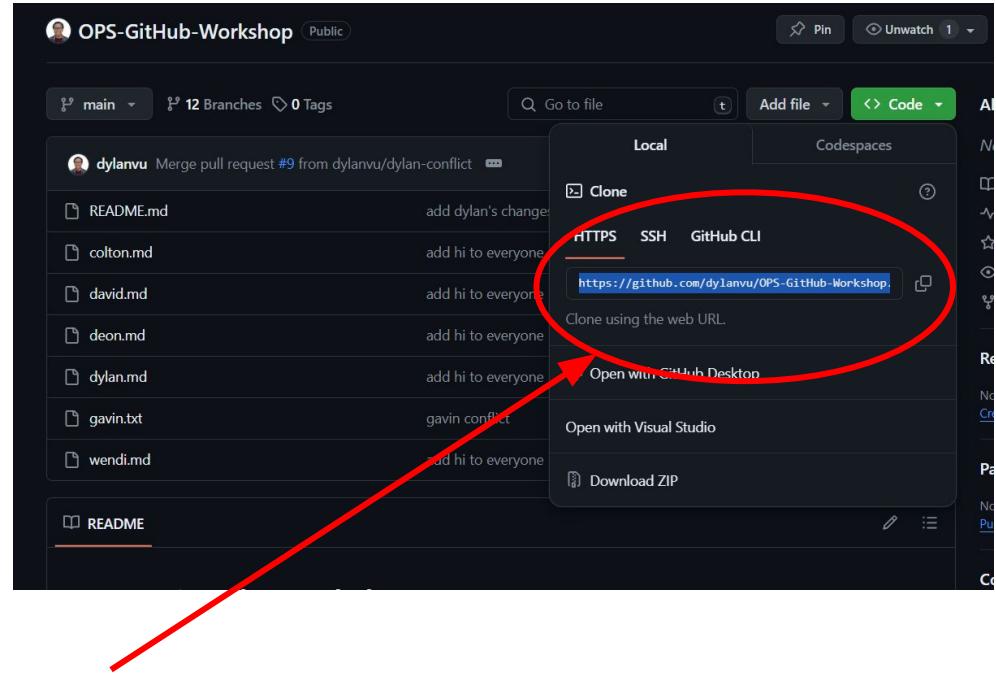 OPS-GitHub-Workshop Public
Pin Unwatch 1
main 12 Branches 0 Tags Go to file t Add file <> Code
dylanvu Merge pull request #9 from dylanvu/dylan-conflict
README.md add dylan's change
colton.md add hi to everyone
david.md add hi to everyone
deon.md add hi to everyone
dylan.md add hi to everyone
gavin.txt gavin conflict
wendi.md add hi to everyone
README
Local Codespaces
Clone
HTTPS SSH GitHub CLI
https://github.com/dylanvu/OPS-GitHub-Workshop.
Clone using the web URL.
Open with GitHub Desktop
Open with Visual Studio
Download ZIP